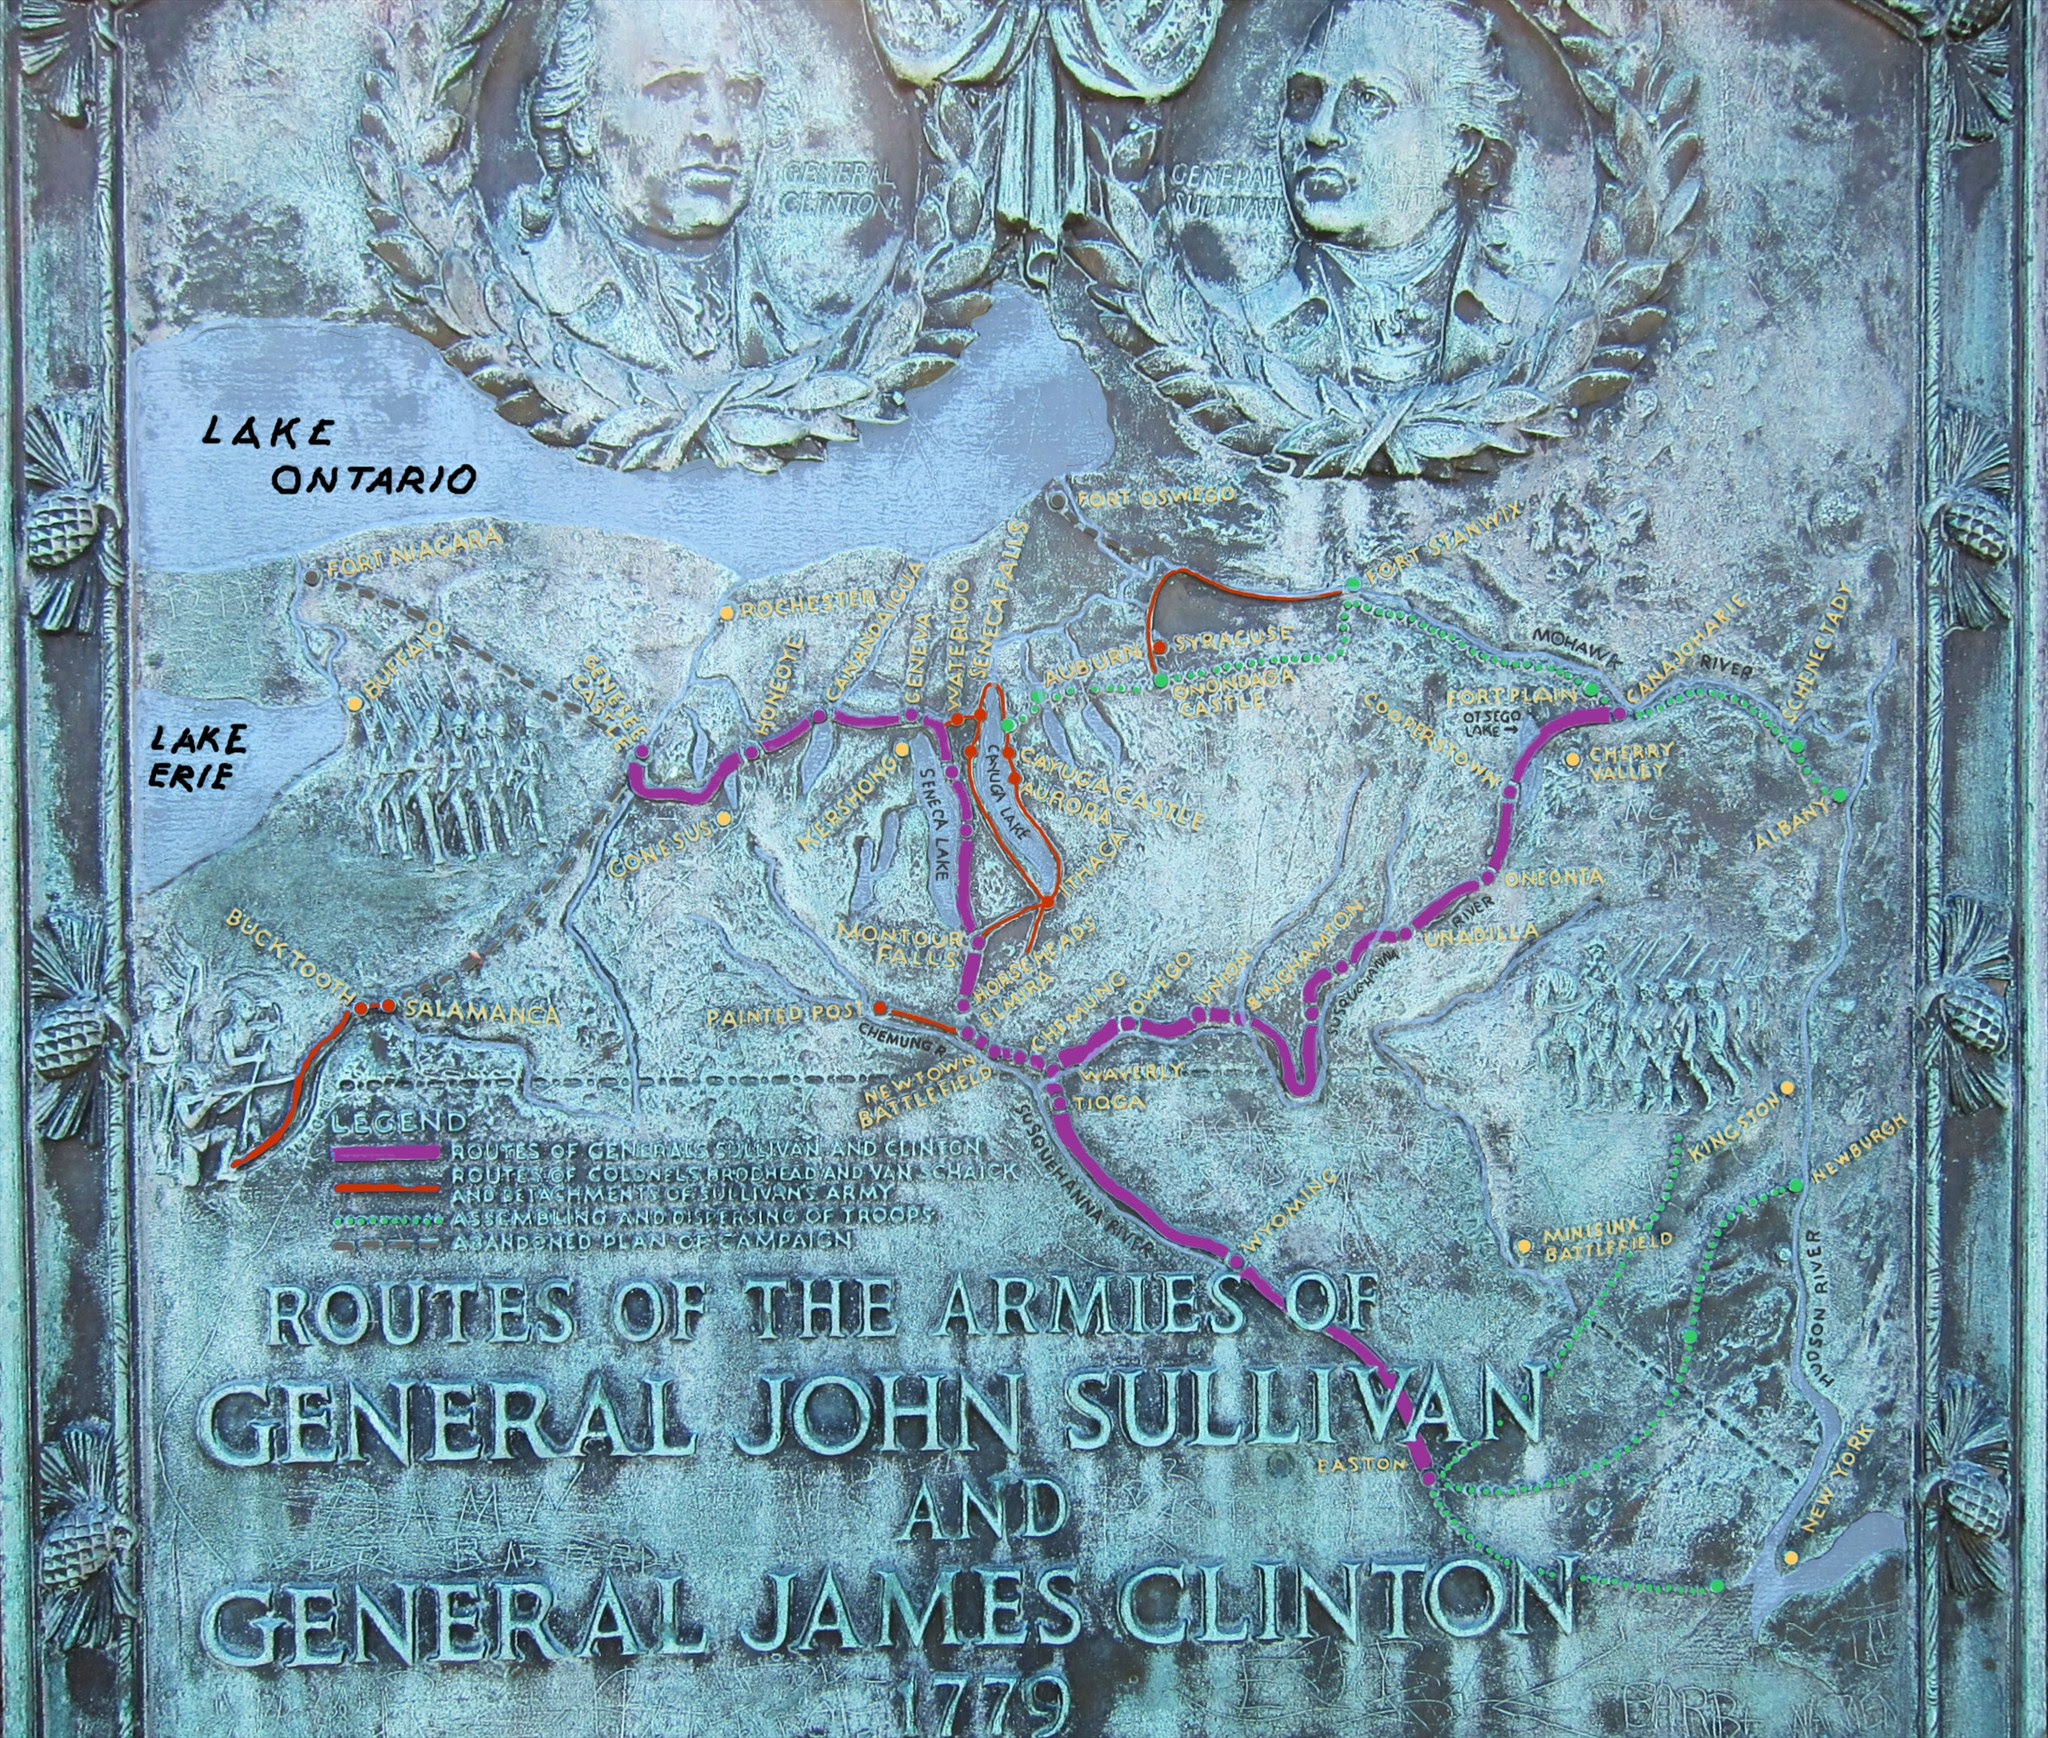 GENERAL
CLINTON
GENERAL
SULLIVAN
LAKE
ONTARIO
FORT OSWEGO
FORT STANWIX
FORT NIAGARA
ROCHESTER
CANANDAIGUA
GENEVA
WATERLOO
SENECA FALLS
HONEOYE
BUFFALO
GENESEE
CASTLE
AUBURN
SYRACUSE
ONONDAGA
CASTLE
MOHAWK
RIVER
CANAJOHARIE
SCHENECTADY
FORT PLAIN
OTSEGO
LAKE →
COOPERSTOWN
CHERRY
VALLEY
ALBANY
LAKE
ERIE
KERSHONG
SENECA LAKE
CAYUGA LAKE
CAYUGA CASTLE
AURORA
ITHACA
CONESUS
ONEONTA
UNADILLA
RIVER
SUSQUEHANNA
BINGHAMTON
UNION
OWEGO
CHEMUNG
MONTOUR
FALLS
HORSEHEADS
ELMIRA
BUCKTOOTH
SALAMANCA
PAINTED POST
CHEMUNG R
NEWTOWN
BATTLEFIELD
WAVERLY
TIOGA
SUSQUEHANNA RIVER
WYOMING
KINGSTON
NEWBURGH
MINISINK
BATTLEFIELD
HUDSON RIVER
NEW YORK
EASTON
LEGEND
ROUTES OF GENERALS SULLIVAN AND CLINTON
ROUTES OF COLONELS BRODHEAD AND VAN SCHAICK
AND DETACHMENTS OF SULLIVAN'S ARMY
ASSEMBLING AND DISPERSING OF TROOPS
ABANDONED PLAN OF CAMPAIGN
ROUTES OF THE ARMIES OF
GENERAL JOHN SULLIVAN
AND
GENERAL JAMES CLINTON
1779